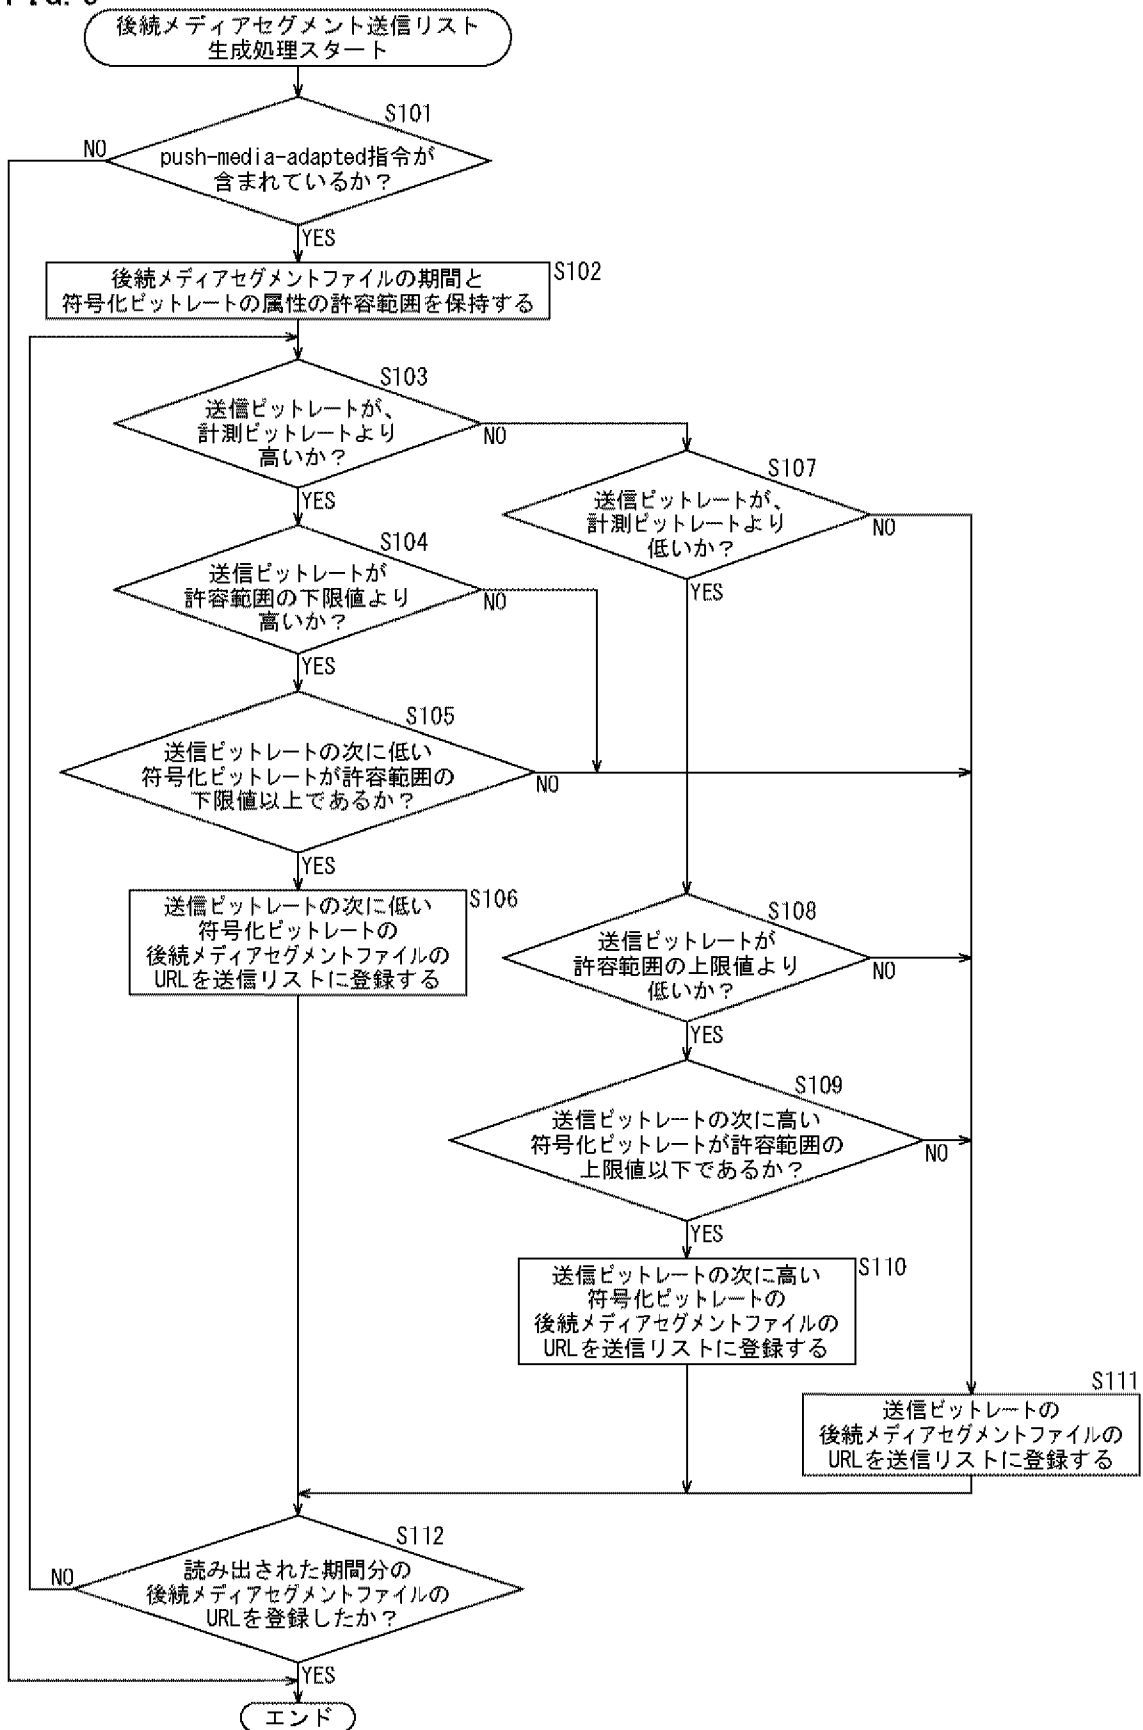 後続メディアセグメント送信リスト
生成処理スタート
S101
NO
push-media-adapted指令が
含まれているか？
YES
後続メディアセグメントファイルの期間と
符号化ビットレートの属性の許容範囲を保持する
S102
S103
送信ビットレートが、
計測ビットレートより
高いか？
NO
YES
S107
送信ビットレートが、
計測ビットレートより
低いか？
NO
YES
S104
送信ビットレートが
許容範囲の下限値より
高いか？
NO
YES
S105
送信ビットレートの次に低い
符号化ビットレートが許容範囲の
下限値以上であるか？
NO
YES
送信ビットレートの次に低い
符号化ビットレートの
後続メディアセグメントファイルの
URLを送信リストに登録する
S106
S108
送信ビットレートが
許容範囲の上限値より
低いか？
NO
YES
S109
送信ビットレートの次に高い
符号化ビットレートが許容範囲の
上限値以下であるか？
NO
YES
送信ビットレートの次に高い
符号化ビットレートの
後続メディアセグメントファイルの
URLを送信リストに登録する
S110
S111
送信ビットレートの
後続メディアセグメントファイルの
URLを送信リストに登録する
S112
NO
読み出された期間分の
後続メディアセグメントファイルの
URLを登録したか？
YES
エンド